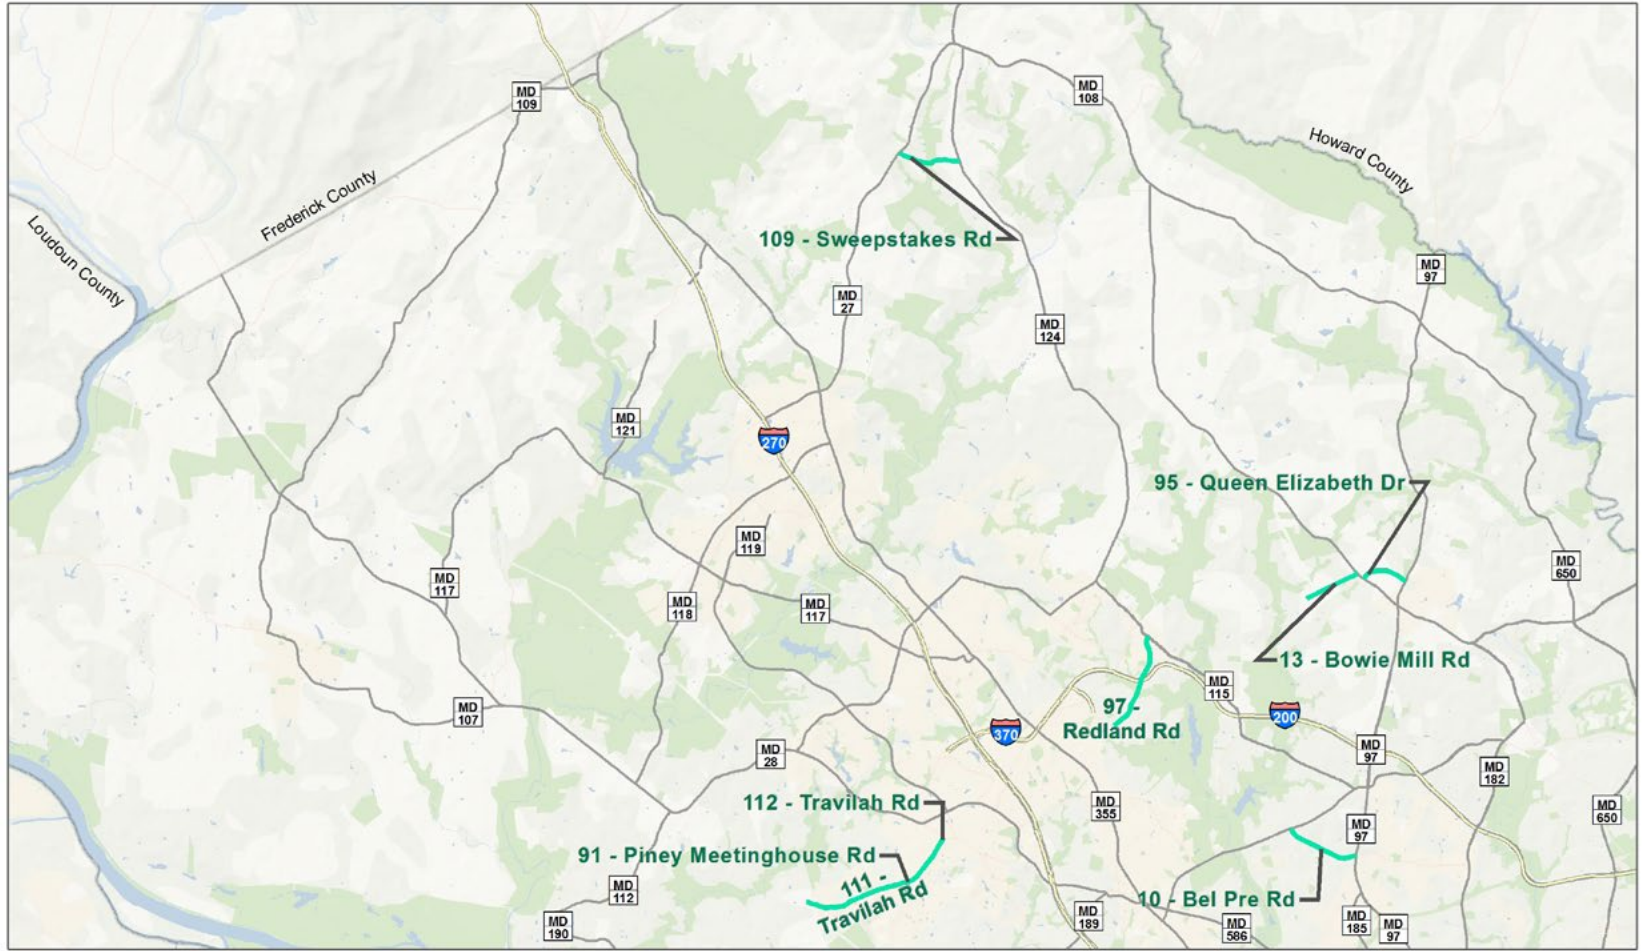 MD
109
MD
108
Howard County
Frederick County
Loudoun County
109 - Sweepstakes Rd
MD
97
MD
27
MD
124
MD
121
270
95 - Queen Elizabeth Dr
MD
119
MD
650
MD
117
MD
118
MD
117
13 - Bowie Mill Rd
MD
115
97 -
Redland Rd
MD
107
200
370
MD
28
MD
97
MD
182
112 - Travilah Rd
MD
355
MD
650
MD
97
91 - Piney Meetinghouse Rd
111 -
Travilah Rd
MD
112
10 - Bel Pre Rd
MD
190
MD
189
MD
586
MD
185
MD
97